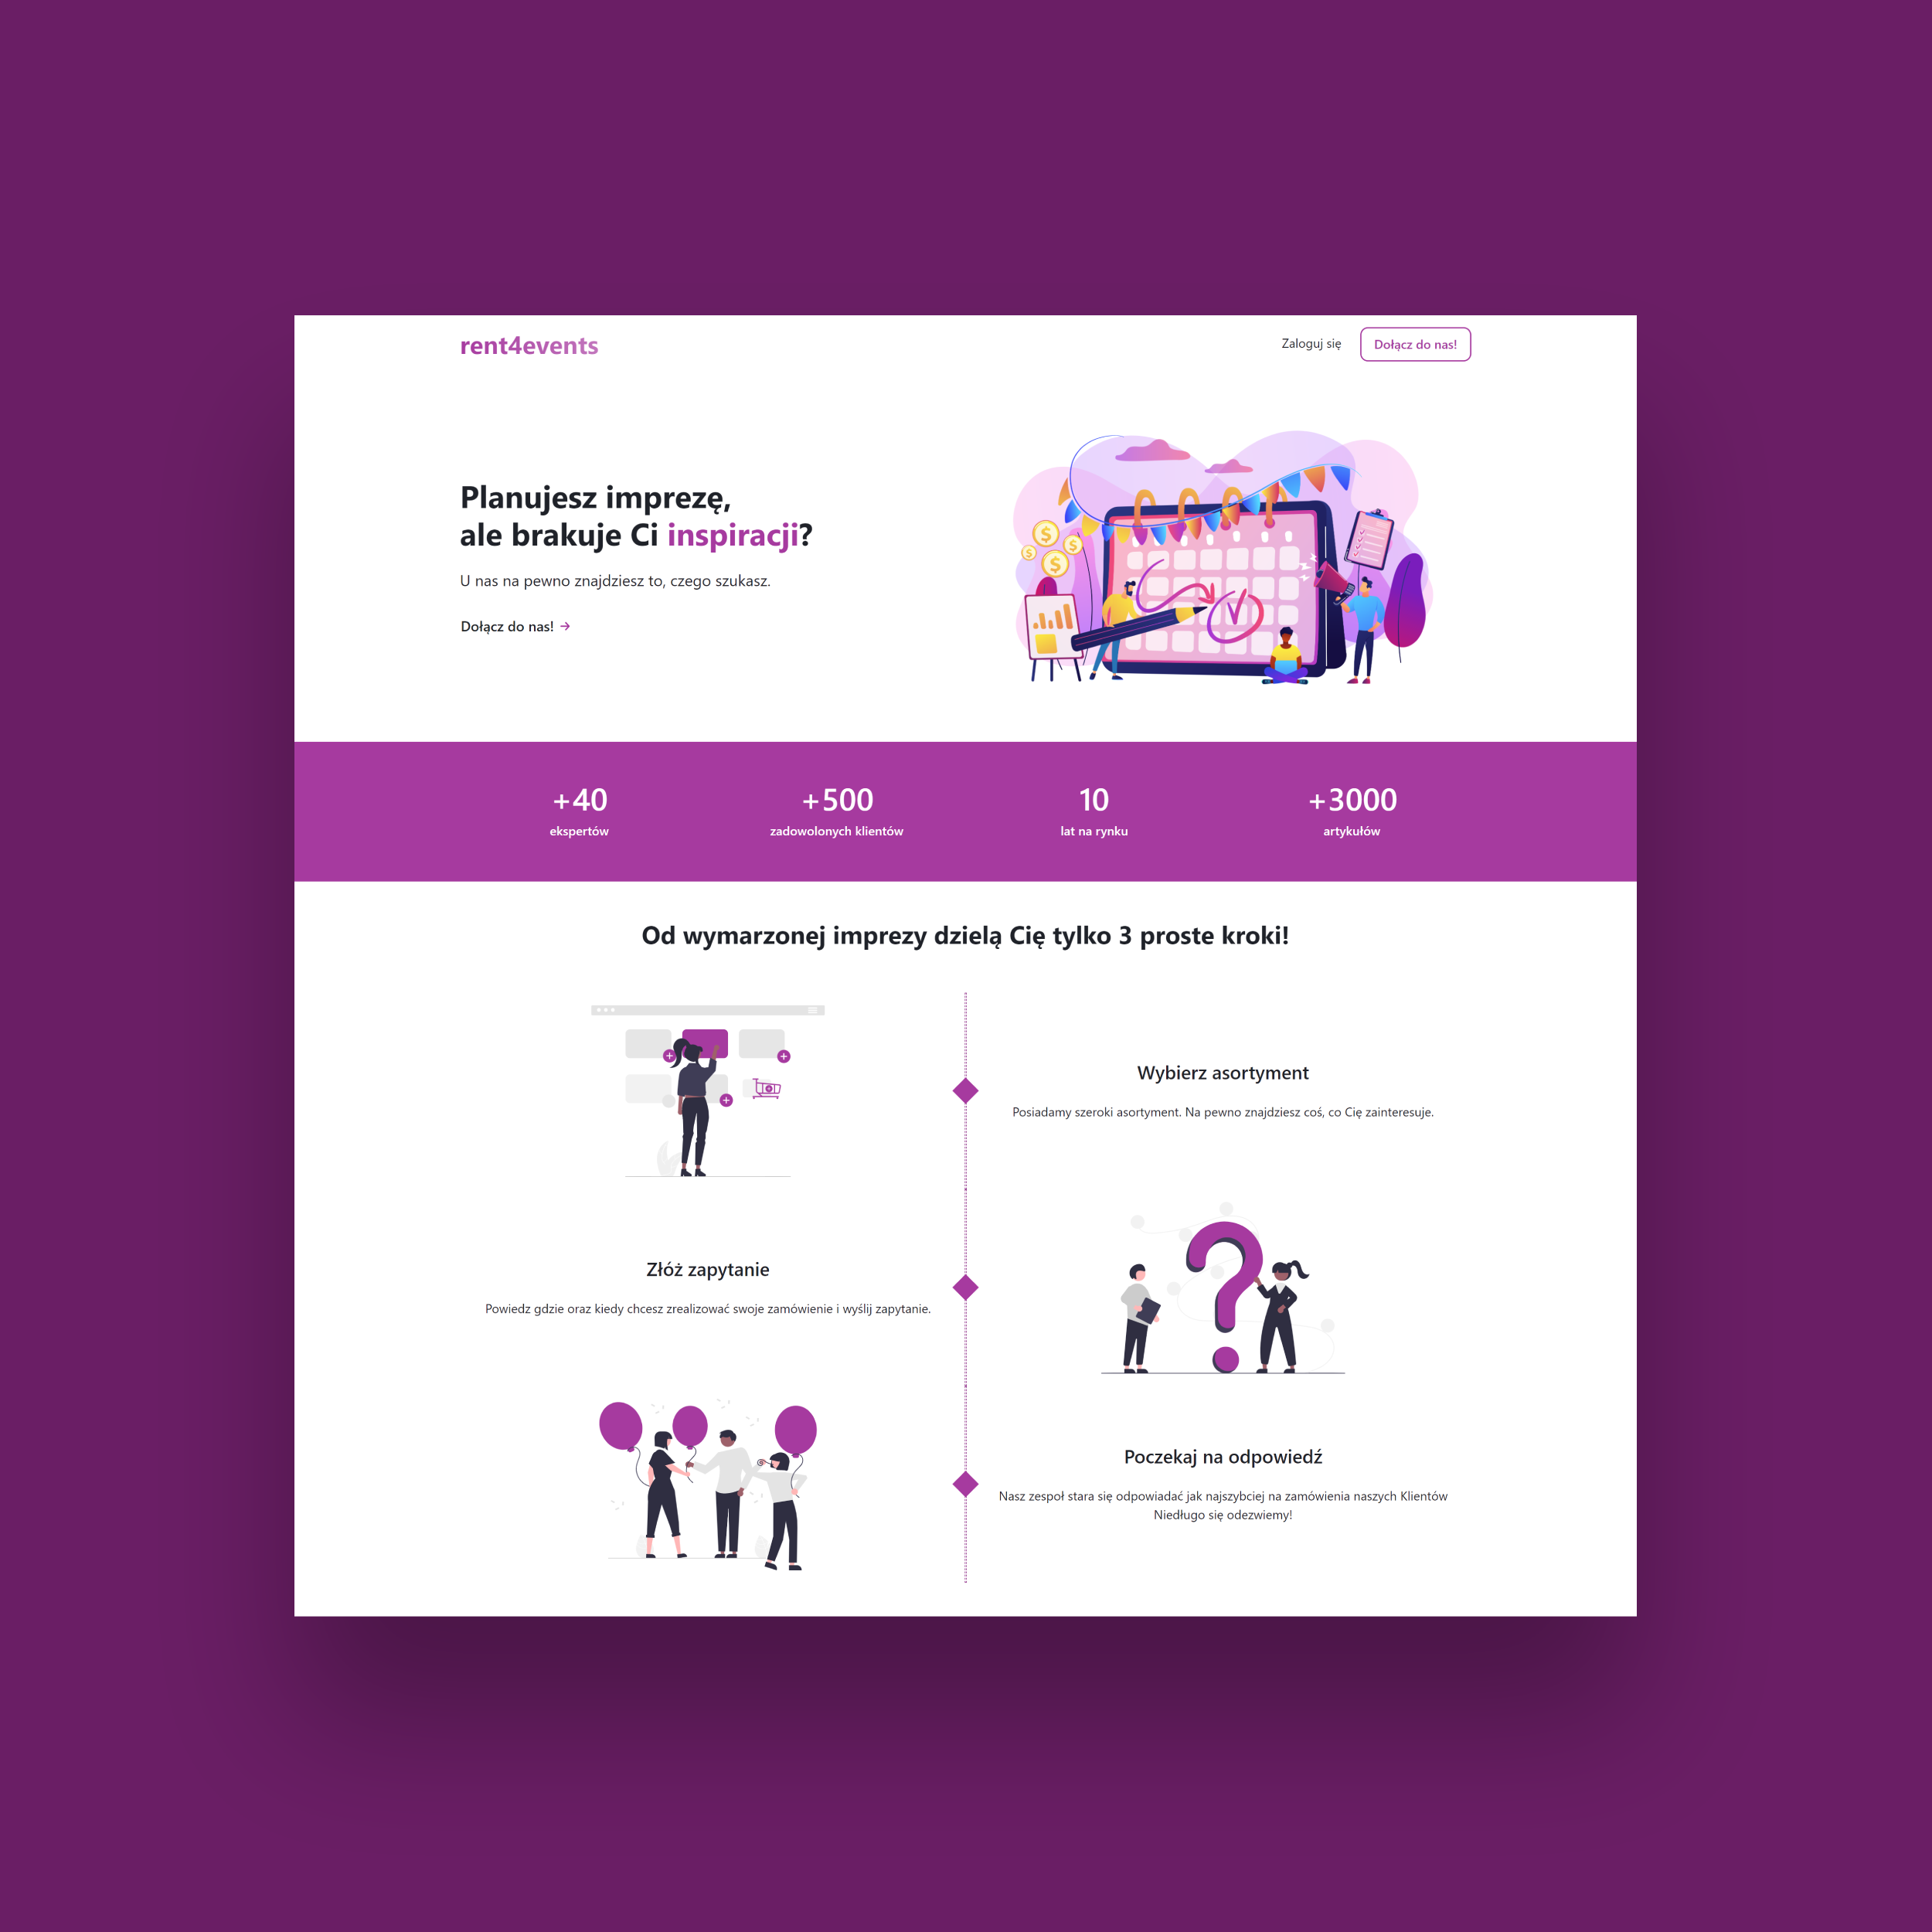 rent4events
Zaloguj się
Dołącz do nas!
Planujesz imprezę,
ale brakuje Ci inspiracji?
U nas na pewno znajdziesz to, czego szukasz.
Dołącz do nas! →
+40
ekspertów
+500
zadowolonych klientów
10
lat na rynku
+3000
artykułów
Od wymarzonej imprezy dzielą Cię tylko 3 proste kroki!
Wybierz asortyment
Posiadamy szeroki asortyment. Na pewno znajdziesz coś, co Cię zainteresuje.
Złóż zapytanie
Powiedz gdzie oraz kiedy chcesz zrealizować swoje zamówienie i wyślij zapytanie.
Poczekaj na odpowiedź
Nasz zespoł stara się odpowiadać jak najszybciej na zamówienia naszych Klientów
Niedługo się odezwiemy!